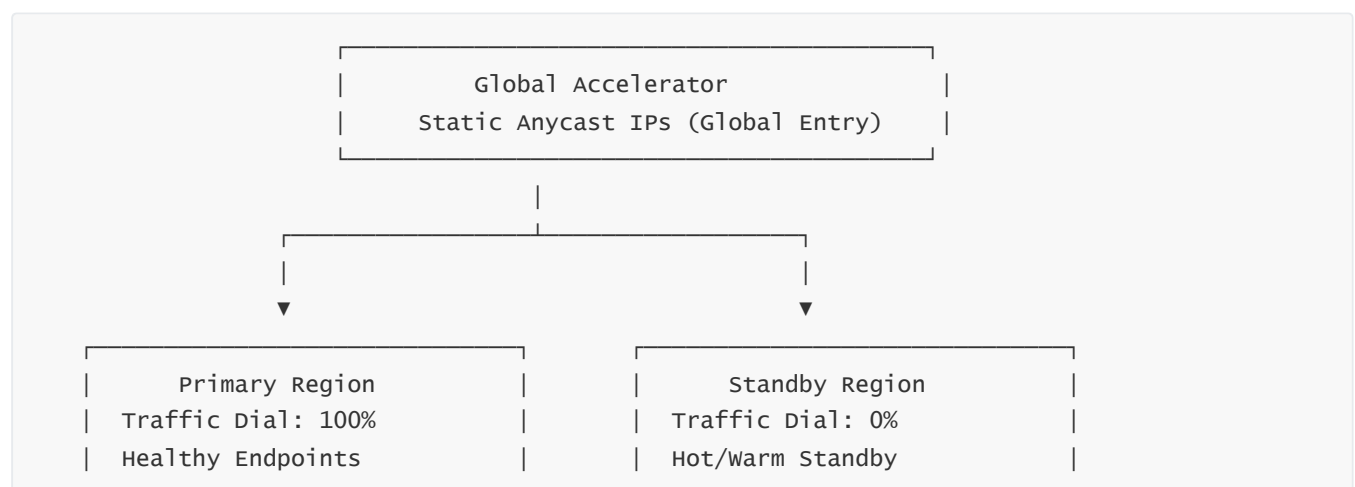 Global Accelerator
Static Anycast IPs (Global Entry)
Primary Region Standby Region
Traffic Dial: 100% Traffic Dial: 0%
Healthy Endpoints Hot/Warm Standby